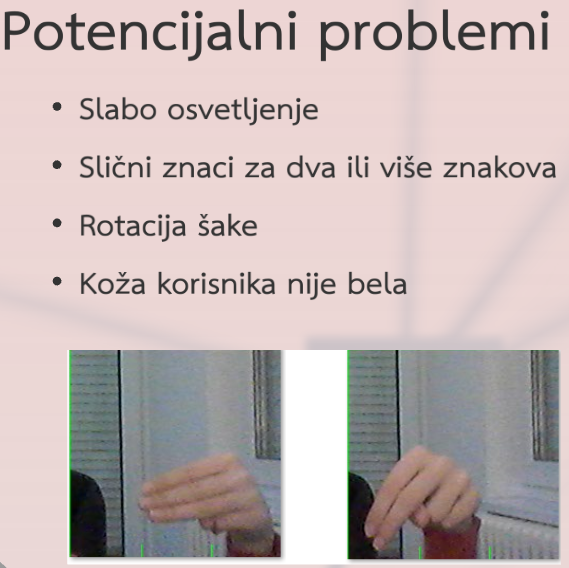 Potencijalni problemi
• Slabo osvetljenje
• Slični znaci za dva ili više znakova
• Rotacija šake
• Koža korisnika nije bela